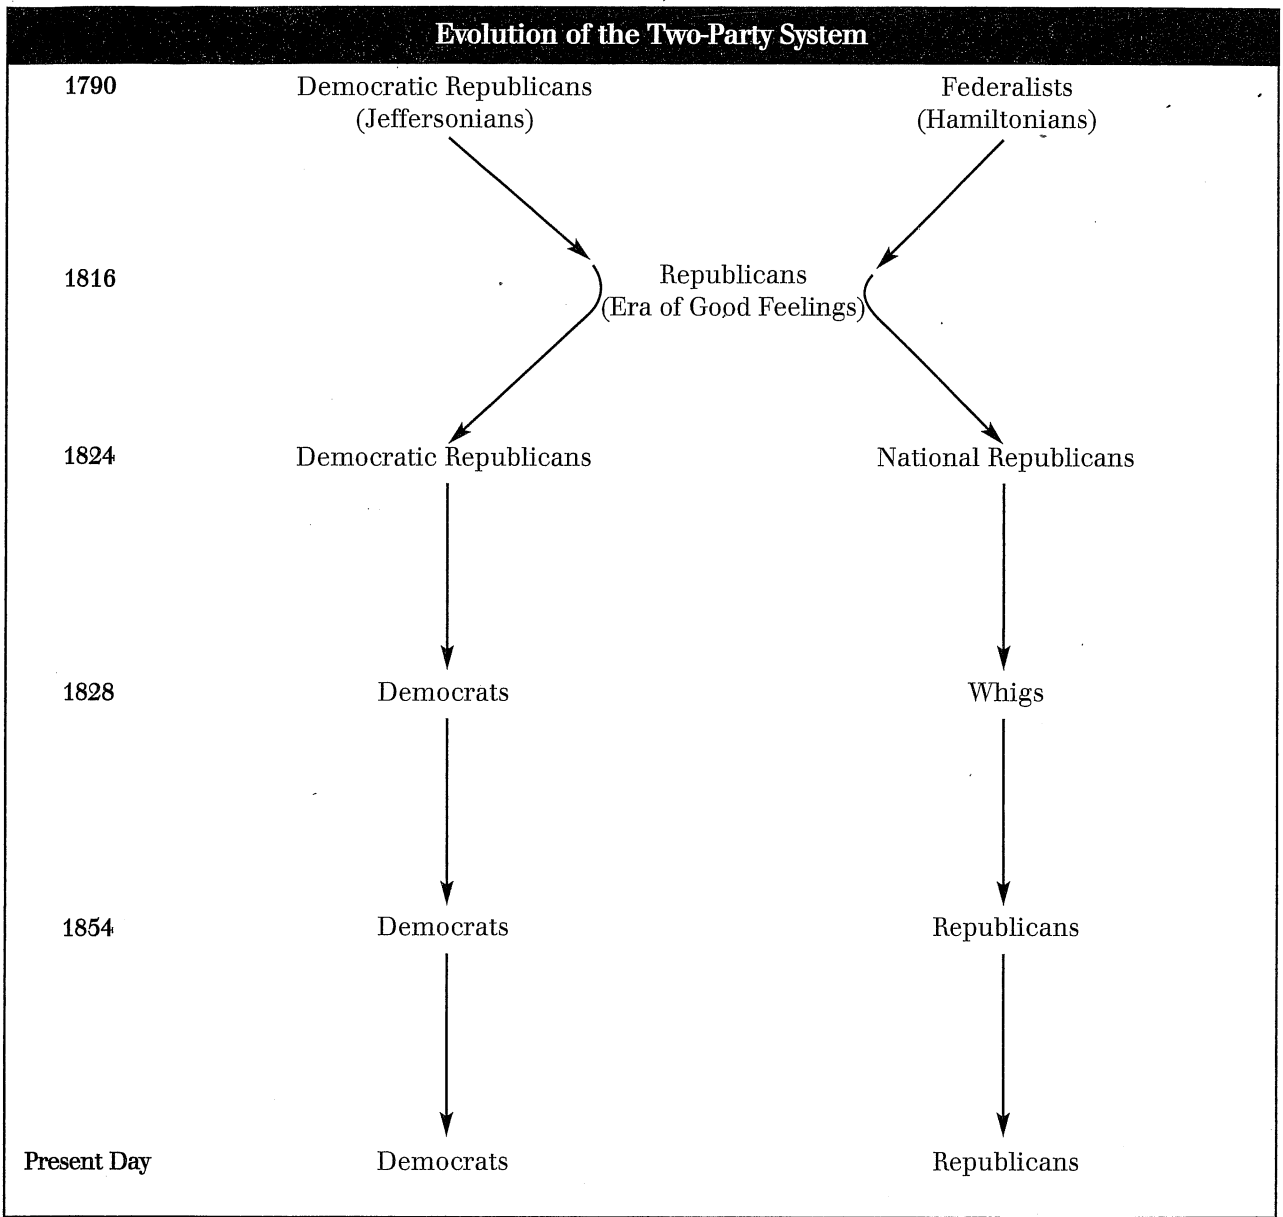 Evolution of the Two-Party System
1790
Democratic Republicans
(Jeffersonians)
Federalists
(Hamiltonians)
1816
Republicans
(Era of Good Feelings)
1824
Democratic Republicans
National Republicans
1828
Democrats
Whigs
1854
Democrats
Republicans
Present Day
Democrats
Republicans